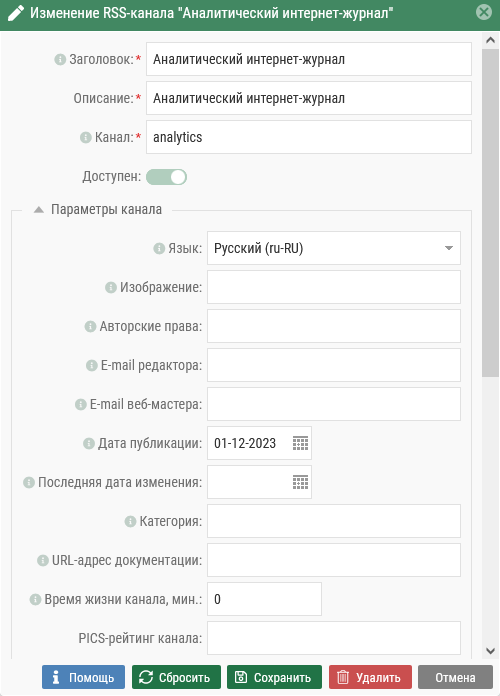 Изменение RSS-канала "Аналитический интернет-журнал"
Заголовок:* Аналитический интернет-журнал
Описание:* Аналитический интернет-журнал
Канал:* analytics
Доступен:
Параметры канала
Язык: Русский (ru-RU)
Изображение:
Авторские права:
E-mail редактора:
E-mail веб-мастера:
Дата публикации: 01-12-2023
Последняя дата изменения:
Категория:
URL-адрес документации:
Время жизни канала, мин.: 0
PICS-рейтинг канала:
Помощь Сбросить Сохранить Удалить Отмена